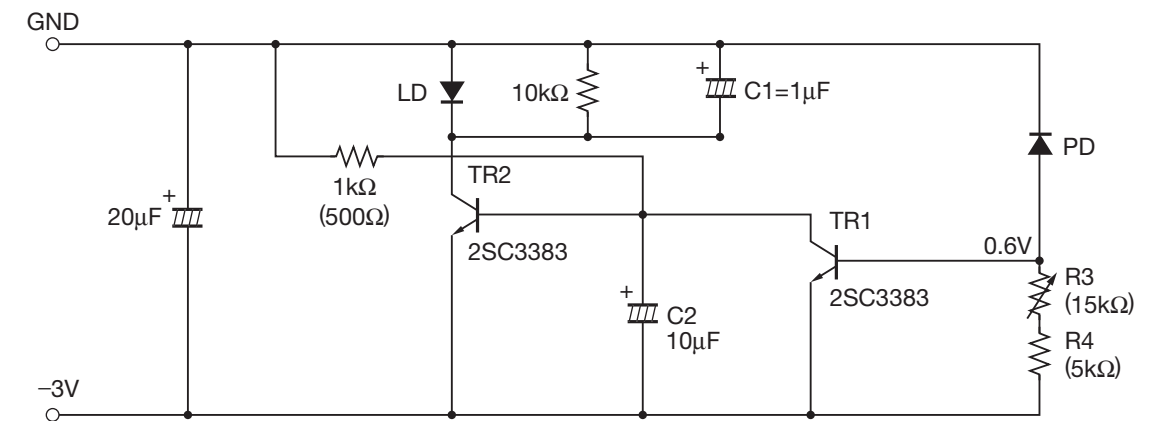 GND
LD
10kΩ
+
C1=1μF
PD
1kΩ
(500Ω)
TR2
+
20μF
2SC3383
TR1
0.6V
2SC3383
R3
(15kΩ)
+
C2
10μF
R4
(5kΩ)
−3V